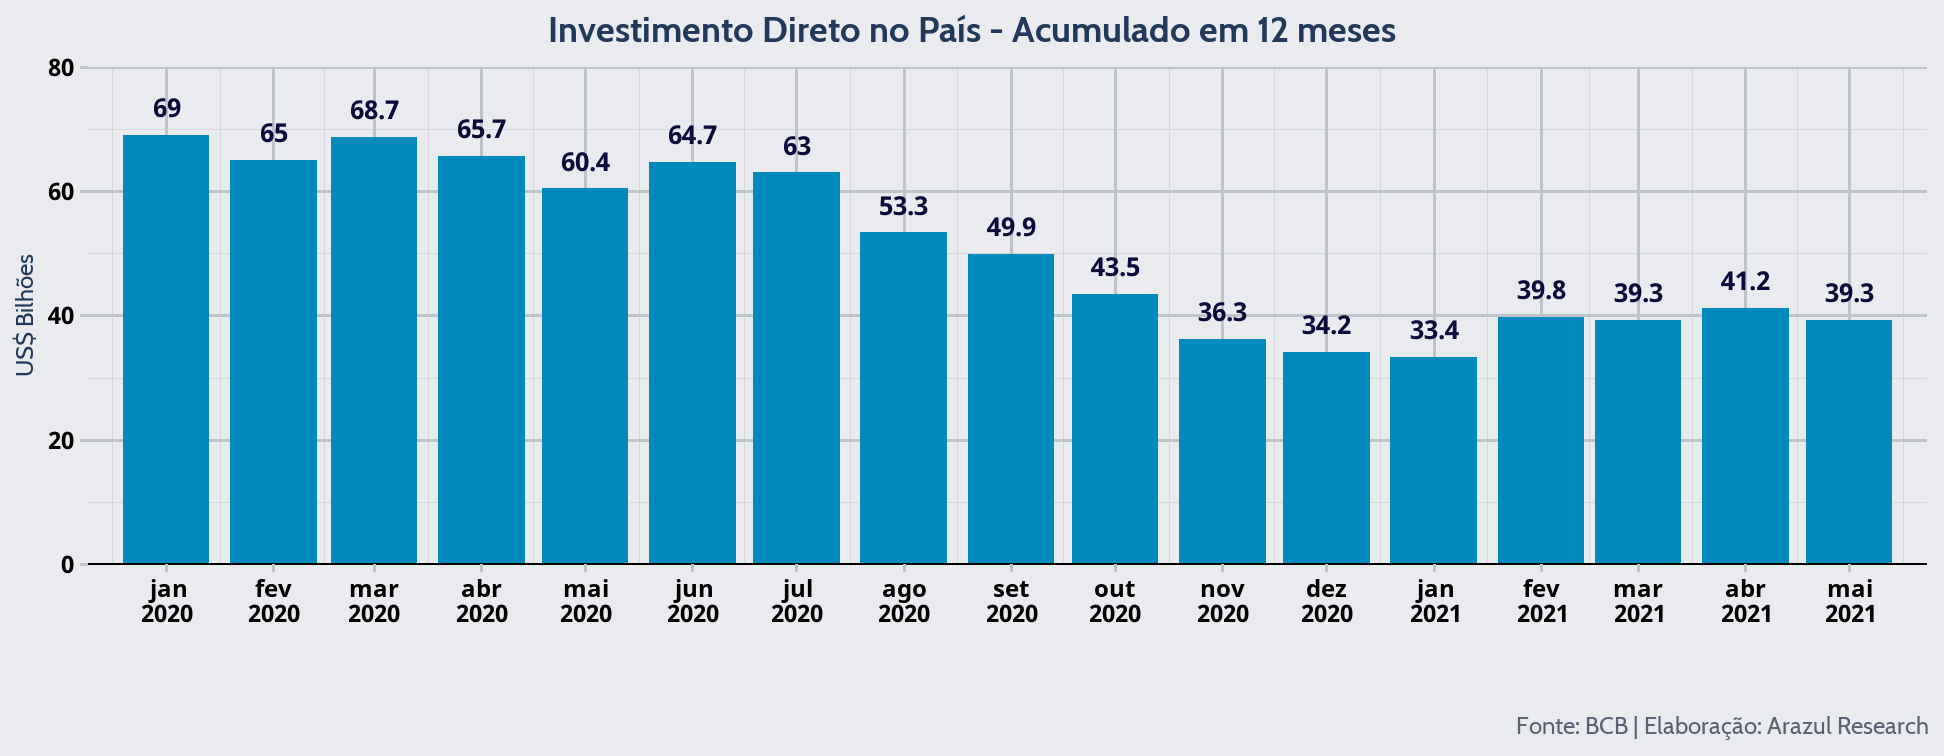 Investimento Direto no País - Acumulado em 12 meses
US$ Bilhões
80
60
40
20
0
69
65
68.7
65.7
60.4
64.7
63
53.3
49.9
43.5
36.3
34.2
33.4
39.8
39.3
41.2
39.3
jan
2020
fev
2020
mar
2020
abr
2020
mai
2020
jun
2020
jul
2020
ago
2020
set
2020
out
2020
nov
2020
dez
2020
jan
2021
fev
2021
mar
2021
abr
2021
mai
2021
Fonte: BCB | Elaboração: Arazul Research